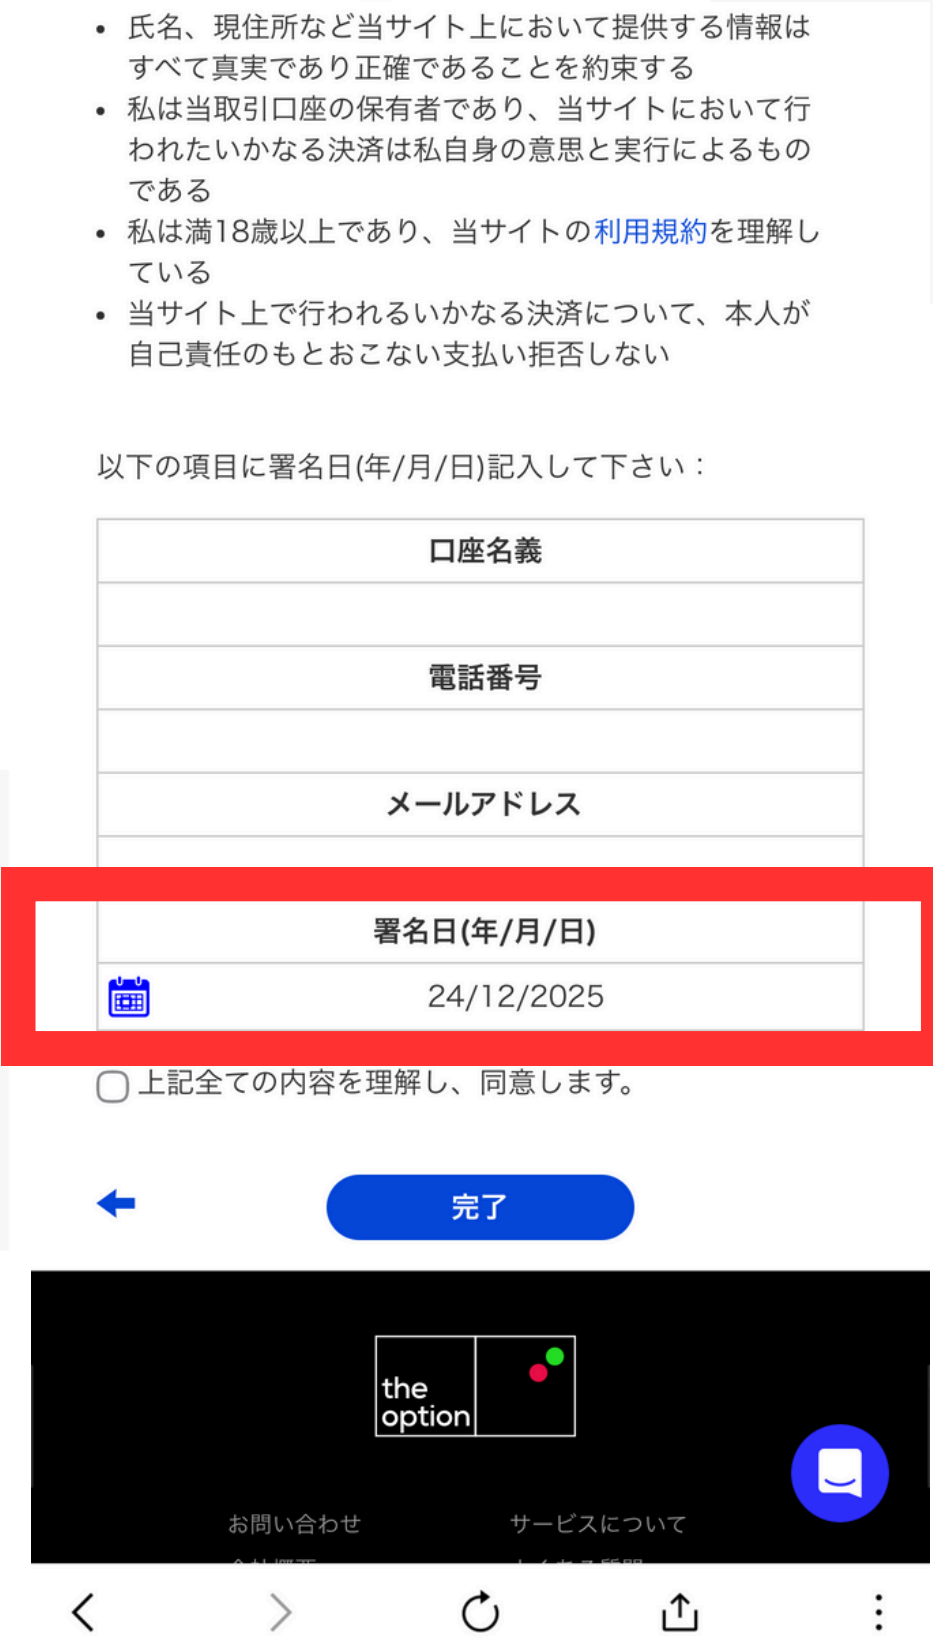 • 氏名、現住所など当サイト上において提供する情報は
すべて真実であり正確であることを約束する
• 私は当取引口座の保有者であり、当サイトにおいて行
われたいかなる決済は私自身の意思と実行によるもの
である
• 私は満18歳以上であり、当サイトの利用規約を理解し
ている
• 当サイト上で行われるいかなる決済について、本人が
自己責任のもとおこない支払い拒否しない
以下の項目に署名日(年/月/日)記入して下さい：
口座名義
電話番号
メールアドレス
署名日(年/月/日)
24/12/2025
上記全ての内容を理解し、同意します。
完了
the
option
お問い合わせ
サービスについて